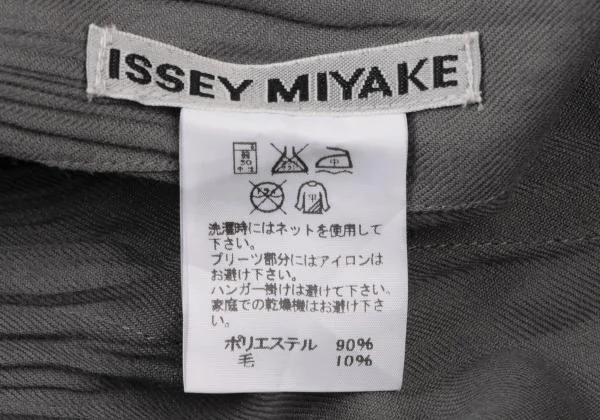 ISSEY MIYAKE
中
平
洗濯時にはネットを使用して
下さい。
プリーツ部分にはアイロンは
お避け下さい。
ハンガー掛けは避けて下さい。
家庭での乾燥機はお避け下さい。
ポリエステル 90%
毛 10%